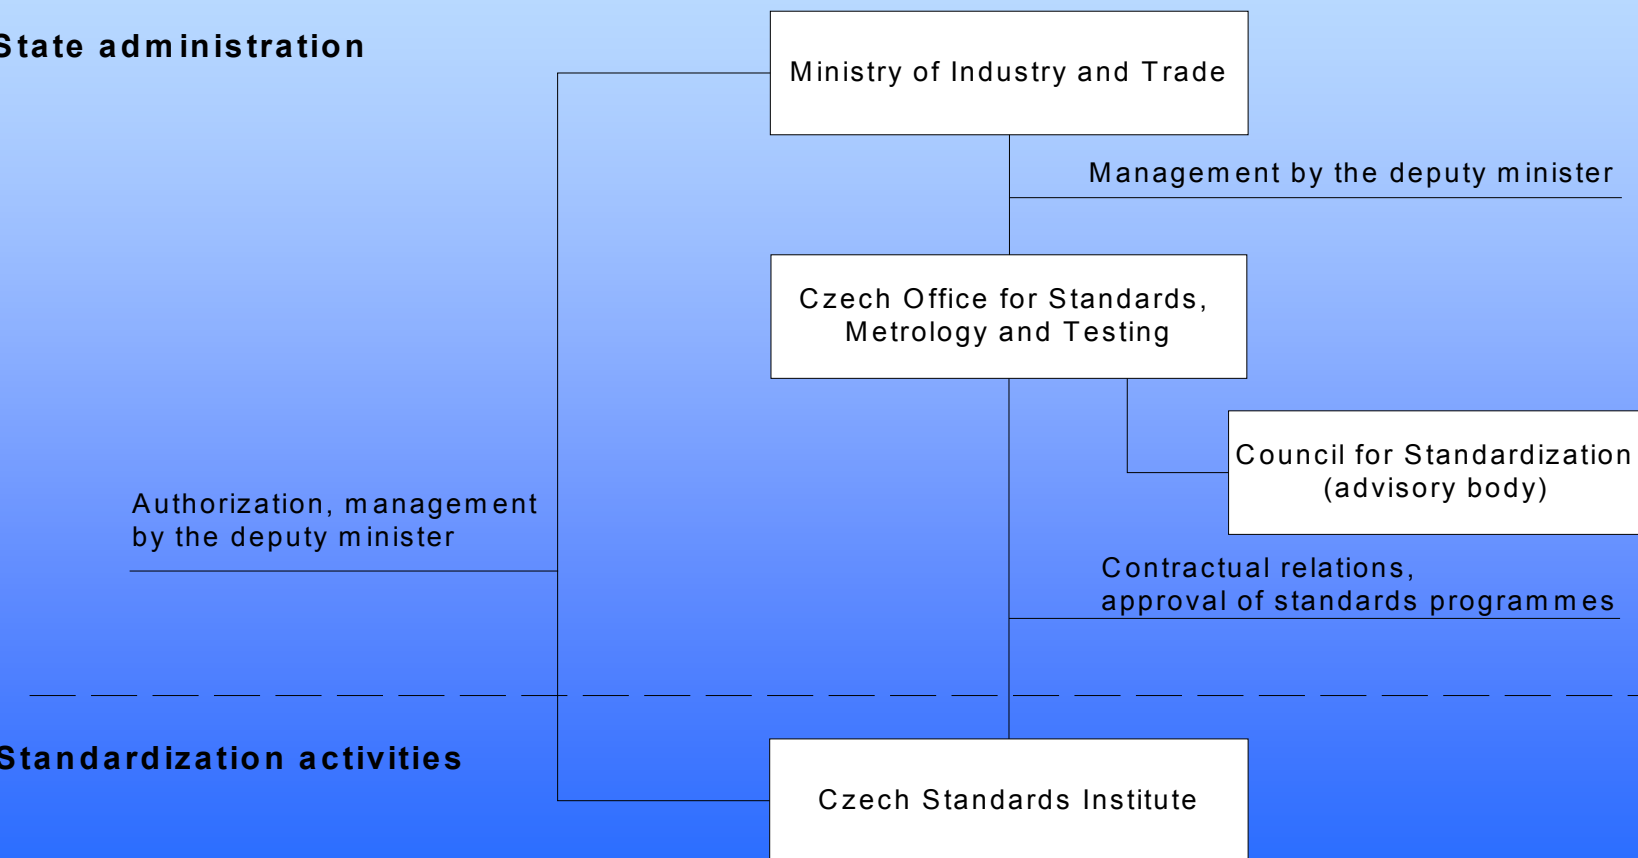 State administration
Ministry of Industry and Trade
Management by the deputy minister
Czech Office for Standards,
Metrology and Testing
Council for Standardization
(advisory body)
Authorization, management
by the deputy minister
Contractual relations,
approval of standards programmes
Standardization activities
Czech Standards Institute